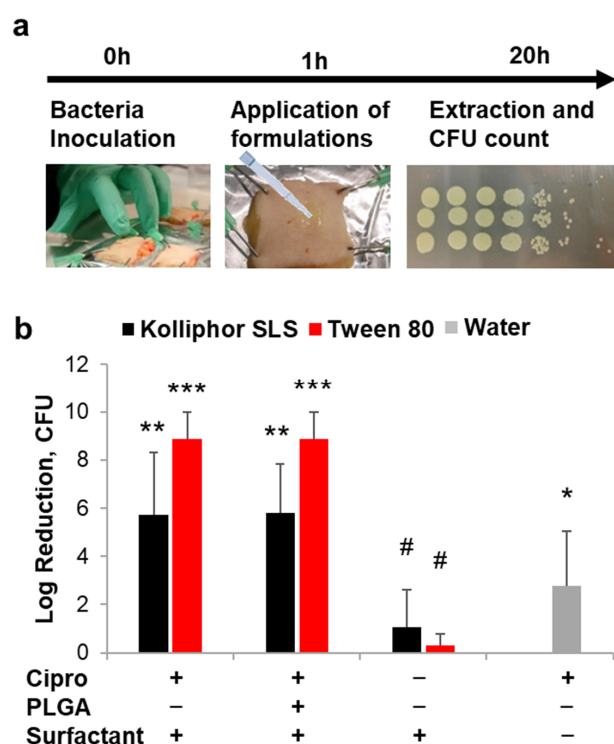 a
0h 1h 20h
Bacteria Inoculation
Application of formulations
Extraction and CFU count
b
Kolliphor SLS Tween 80 Water
Log Reduction, CFU
12
10
8
6
4
2
0
** *** ** *** # # *
Cipro + + – +
PLGA – + – –
Surfactant + + + –